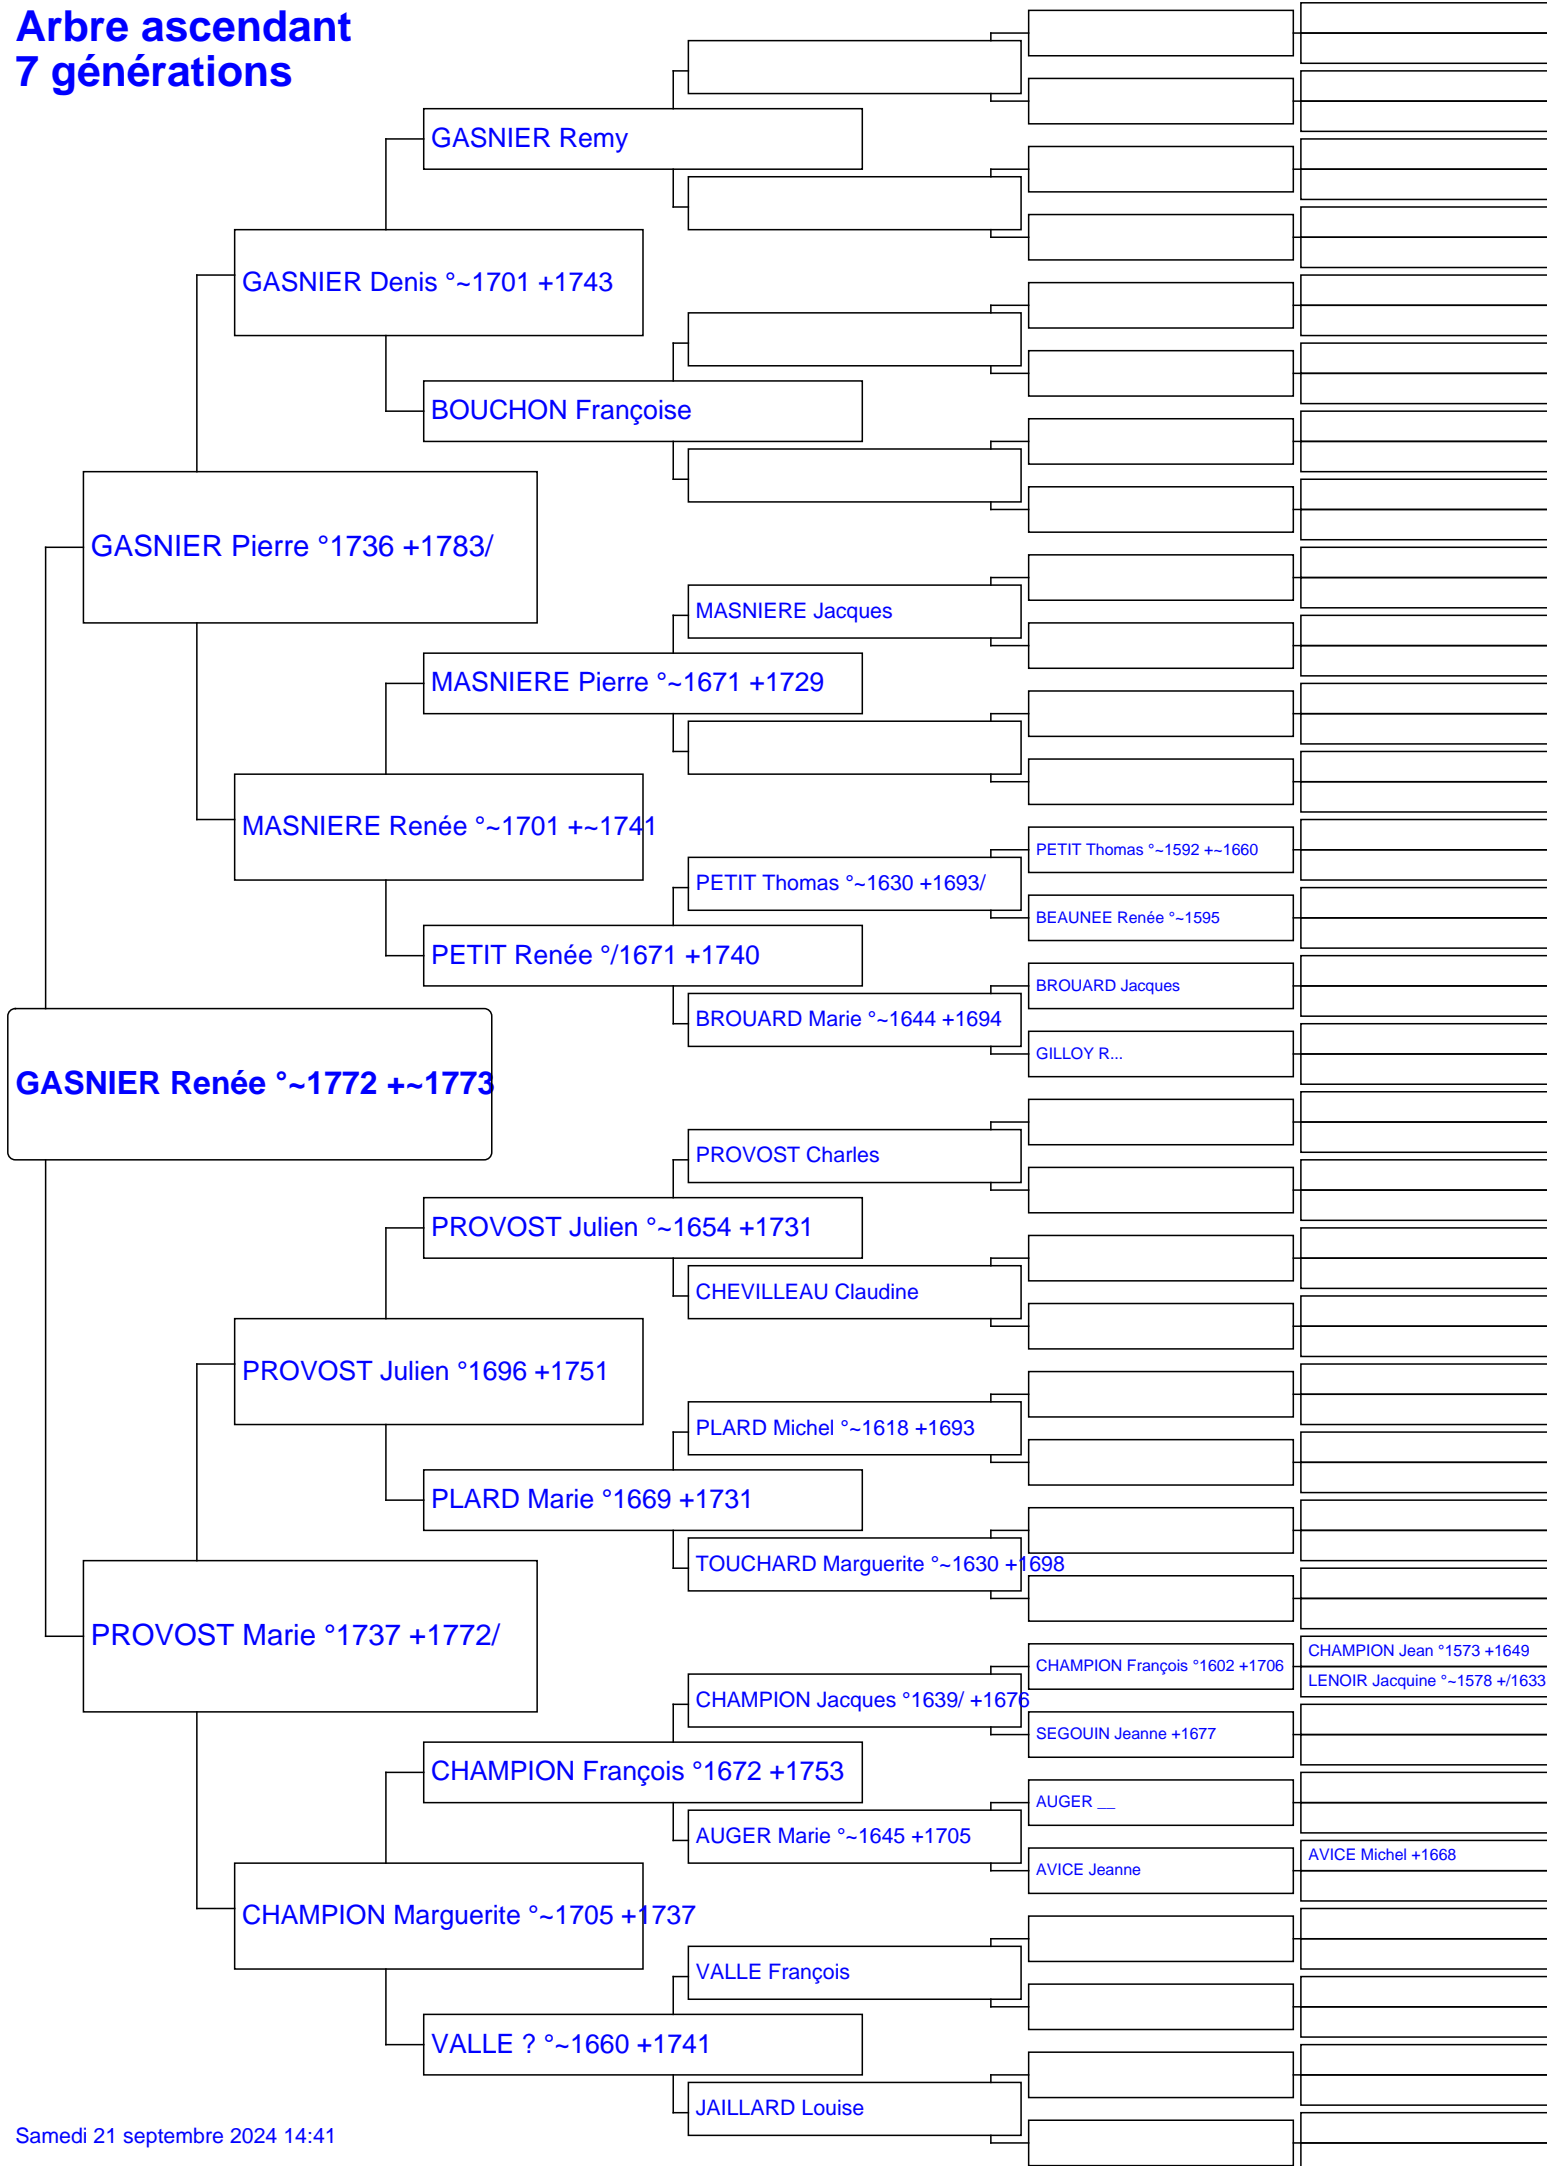 Arbre ascendant
7 générations
GASNIER Remy
GASNIER Denis °~1701 +1743
BOUCHON Françoise
GASNIER Pierre °1736 +1783/
MASNIERE Jacques
MASNIERE Pierre °~1671 +1729
MASNIERE Renée °~1701 +~1741
PETIT Thomas °~1592 +~1660
PETIT Thomas °~1630 +1693/
BEAUNEE Renée °~1595
PETIT Renée °/1671 +1740
BROUARD Jacques
BROUARD Marie °~1644 +1694
GILLOY R...
GASNIER Renée °~1772 +~1773
PROVOST Charles
PROVOST Julien °~1654 +1731
CHEVILLEAU Claudine
PROVOST Julien °1696 +1751
PLARD Michel °~1618 +1693
PLARD Marie °1669 +1731
TOUCHARD Marguerite °~1630 +1698
PROVOST Marie °1737 +1772/
CHAMPION Jean °1573 +1649
CHAMPION François °1602 +1706
LENOIR Jacquine °~1578 +/1633
CHAMPION Jacques °1639/ +1676
SEGOUIN Jeanne +1677
CHAMPION François °1672 +1753
AUGER __
AUGER Marie °~1645 +1705
AVICE Michel +1668
AVICE Jeanne
CHAMPION Marguerite °~1705 +1737
VALLE François
VALLE ? °~1660 +1741
JAILLARD Louise
Samedi 21 septembre 2024 14:41